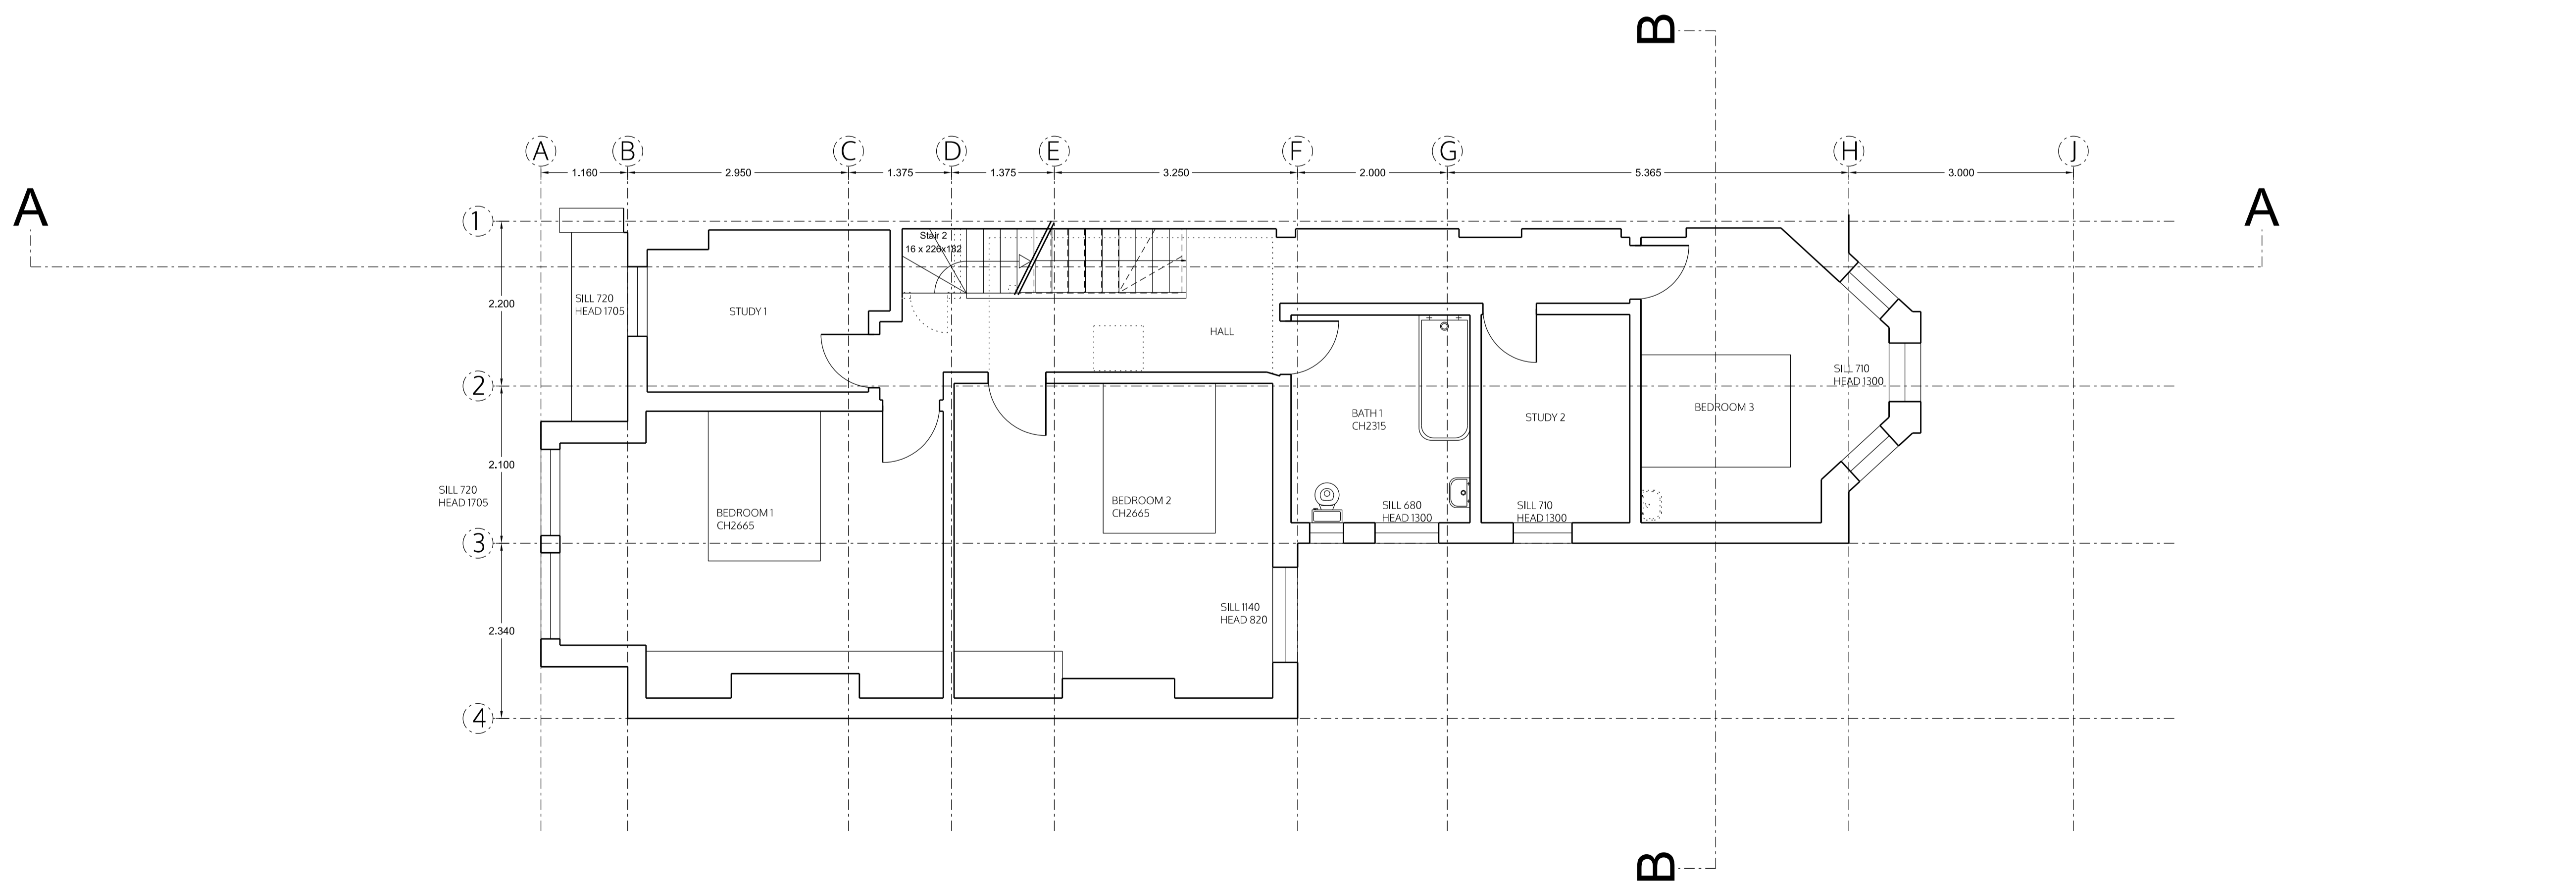 B
A
B
C
D
E
F
G
H
J
1.160
2.950
1.375
1.375
3.250
2.000
5.365
3.000
A
A
1
Stair 2
16 x 226x182
2.200
SILL 720
HEAD 1705
STUDY 1
HALL
2
SILL 710
HEAD 1300
BEDROOM 3
BATH 1
CH2315
STUDY 2
2.100
SILL 720
HEAD 1705
BEDROOM 1
CH2665
BEDROOM 2
CH2665
SILL 680
HEAD 1300
SILL 710
HEAD 1300
3
2.340
SILL 1140
HEAD 820
4
B